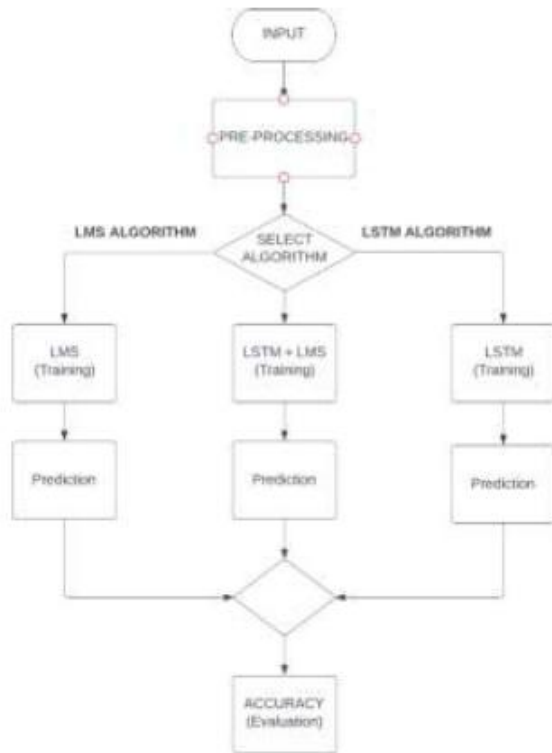 INPUT
PRE-PROCESSING
LMS ALGORITHM
LSTM ALGORITHM
SELECT
ALGORITHM
LMS
(Training)
LSTM + LMS
(Training)
LSTM
(Training)
Prediction
Prediction
Prediction
ACCURACY
(Evaluation)